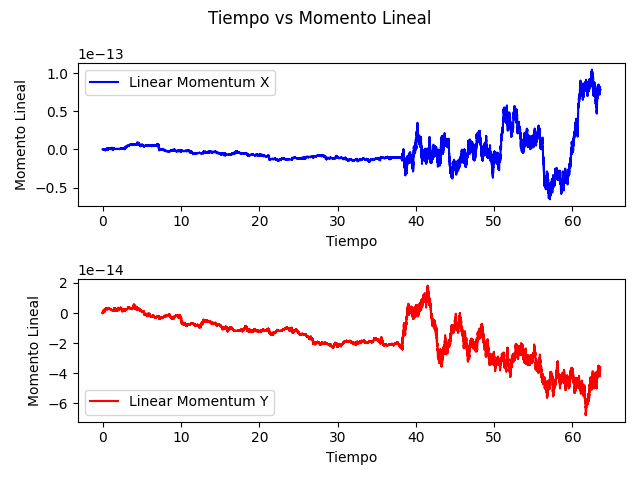 Tiempo vs Momento Lineal
1e−13
Linear Momentum X
Momento Lineal
1.0
0.5
0.0
−0.5
0 10 20 30 40 50 60
Tiempo
1e−14
Linear Momentum Y
Momento Lineal
2
0
−2
−4
−6
0 10 20 30 40 50 60
Tiempo